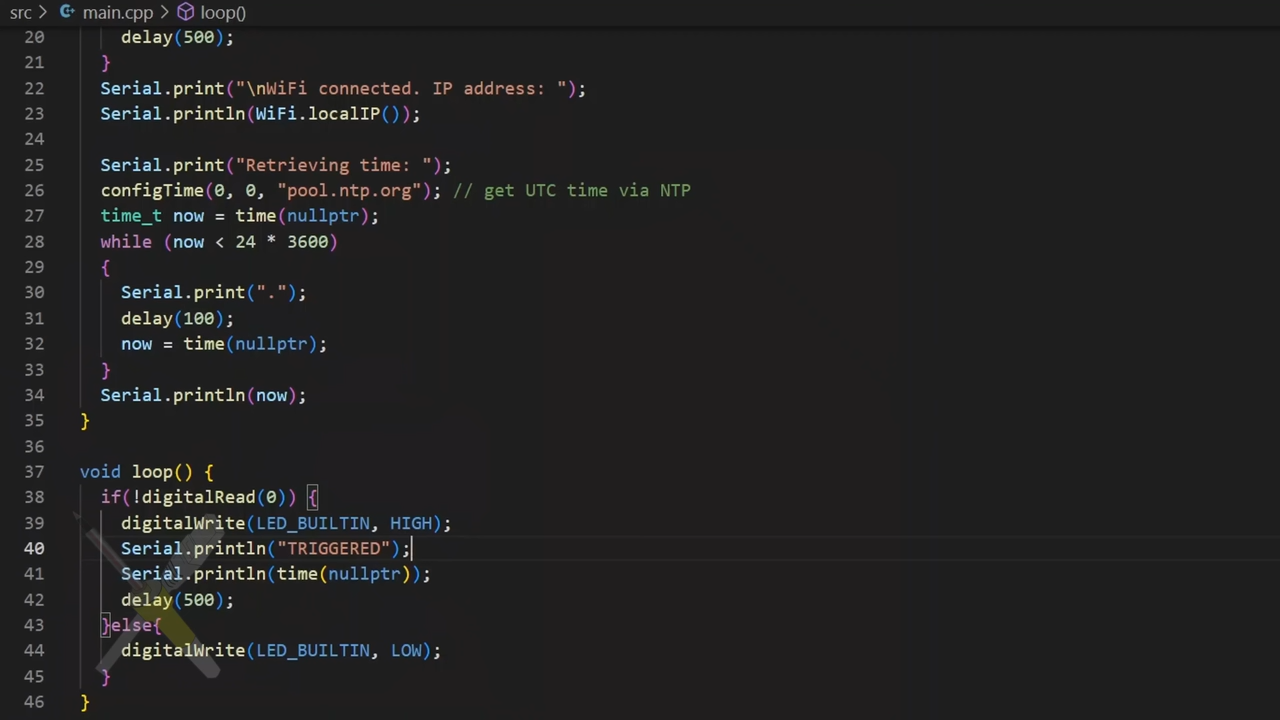 src > main.cpp > loop()
20 delay(500);
21 }
22 Serial.print("\nWiFi connected. IP address: ");
23 Serial.println(WiFi.localIP());
24
25 Serial.print("Retrieving time: ");
26 configTime(0, 0, "pool.ntp.org"); // get UTC time via NTP
27 time_t now = time(nullptr);
28 while (now < 24 * 3600)
29 {
30 Serial.print(".");
31 delay(100);
32 now = time(nullptr);
33 }
34 Serial.println(now);
35 }
36
37 void loop() {
38 if(!digitalRead(0)) {
39 digitalWrite(LED_BUILTIN, HIGH);
40 Serial.println("TRIGGERED");
41 Serial.println(time(nullptr));
42 delay(500);
43 }else{
44 digitalWrite(LED_BUILTIN, LOW);
45 }
46 }